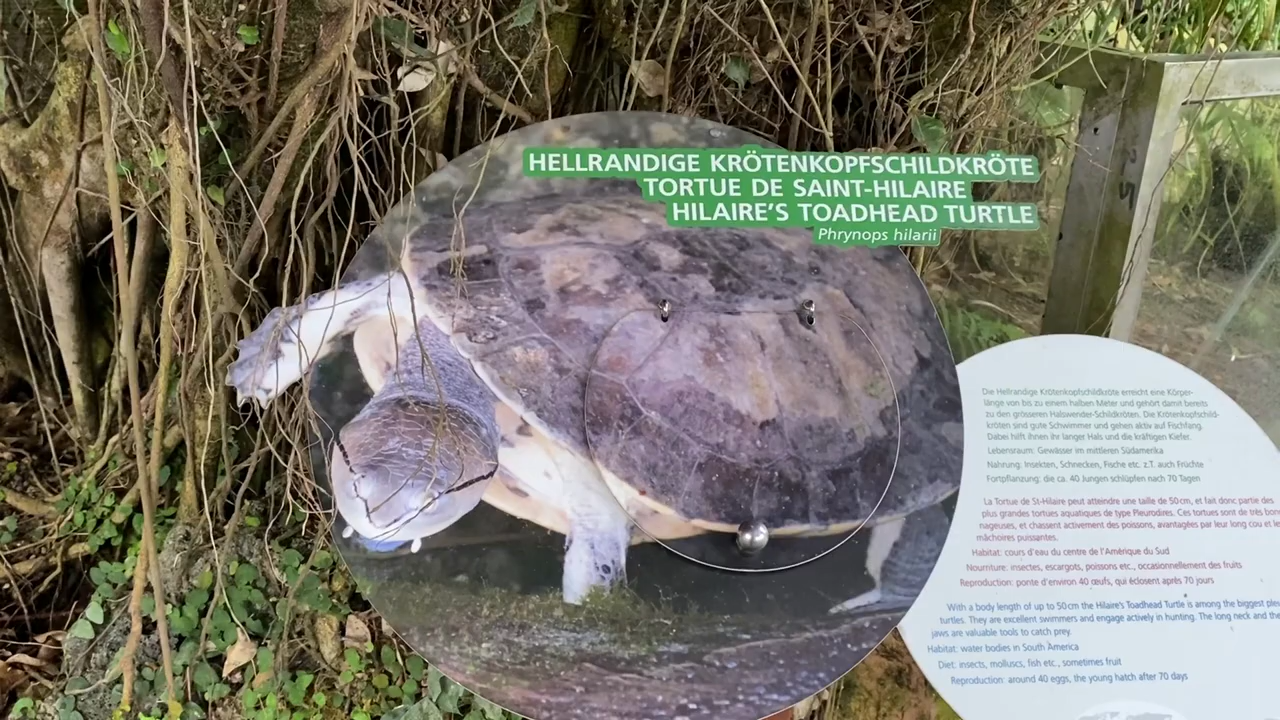 HELLRANDIGE KRÖTENKOPFSCHILDKRÖTE
TORTUE DE SAINT-HILAIRE
HILAIRE'S TOADHEAD TURTLE
Phrynops hilarii
Die Hellrandige Krötenkopfschildkröte erreicht eine Körper-
länge von bis zu einem halben Meter und gehört damit bereits
zu den grösseren Halswender-Schildkröten. Die Krötenkopfschild-
kröten sind gute Schwimmer und gehen aktiv auf Fischfang.
Dabei hilft Ihnen ihr langer Hals und die kräftigen Kiefer.
Lebensraum: Gewässer im mittleren Südamerika
Nahrung: Insekten, Schnecken, Fische etc. z.T. auch Früchte
Fortpflanzung: die ca. 40 Jungen schlüpfen nach 70 Tagen
La Tortue de St-Hilaire peut atteindre une taille de 50 cm, et fait donc partie des
plus grandes tortues aquatiques de type Pleurodires. Ces tortues sont de très bon
nageuses, et chassent activement des poissons, avantagées par leur long cou et
mâchoires puissantes.
Habitat: cours d'eau du centre de l'Amérique du Sud
Nourriture: insectes, escargots, poissons etc., occasionnellement des fruits
Reproduction: ponte d'environ 40 œufs, qui éclosent après 70 jours
With a body length of up to 50 cm the Hilaire's Toadhead Turtle is among the biggest
turtles. They are excellent swimmers and engage actively in hunting. The long neck and
jaws are valuable tools to catch prey.
Habitat: water bodies in South America
Diet: insects, molluscs, fish etc., sometimes fruit
Reproduction: around 40 eggs, the young hatch after 70 days